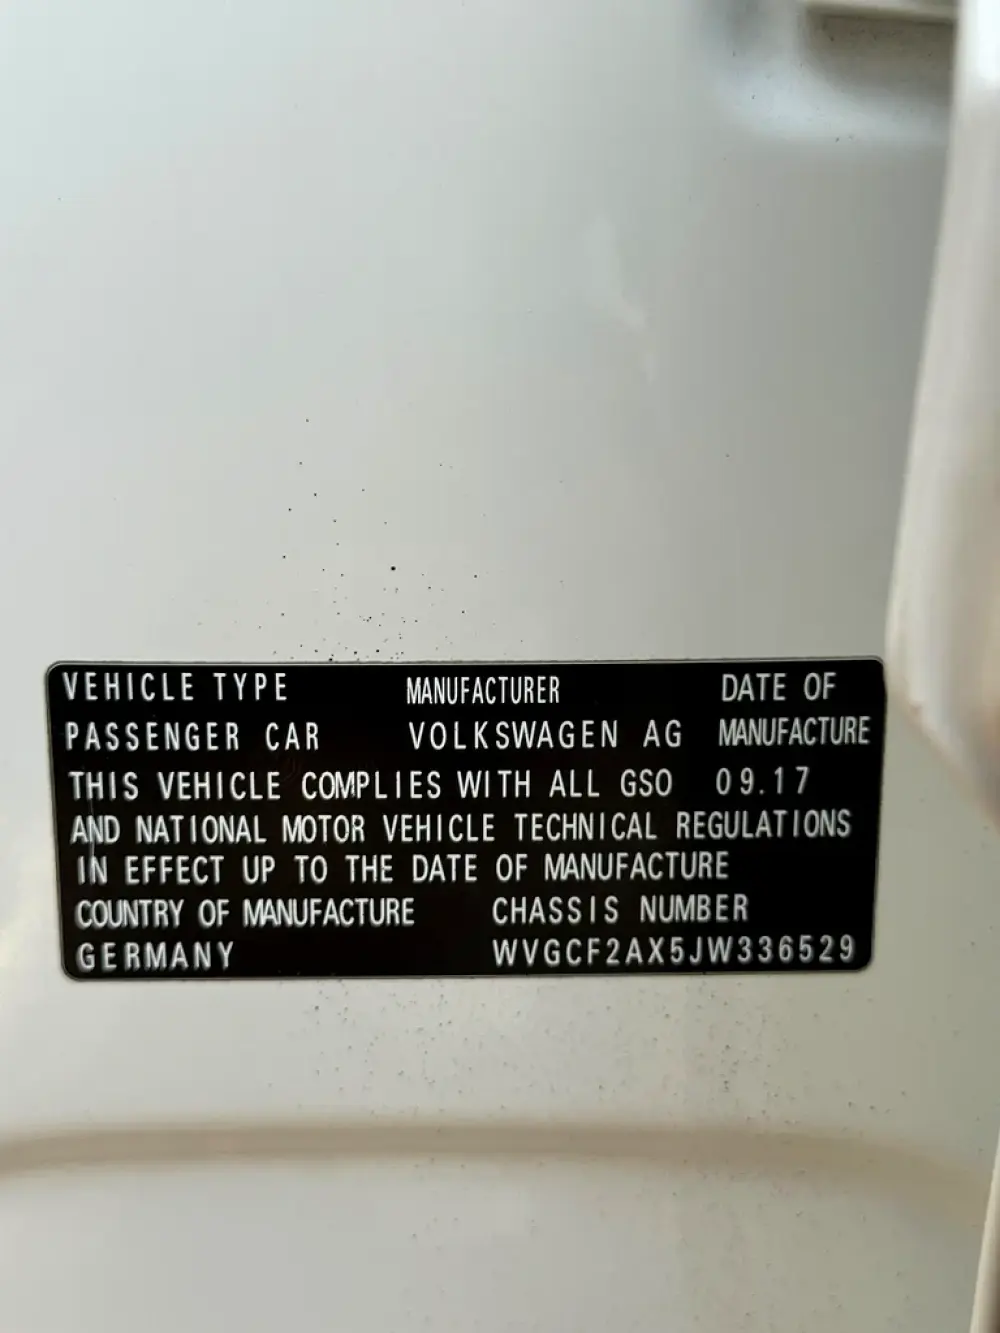 VEHICLE TYPE MANUFACTURER DATE OF
PASSENGER CAR VOLKSWAGEN AG MANUFACTURE
THIS VEHICLE COMPLIES WITH ALL GSO 09.17
AND NATIONAL MOTOR VEHICLE TECHNICAL REGULATIONS
IN EFFECT UP TO THE DATE OF MANUFACTURE
COUNTRY OF MANUFACTURE CHASSIS NUMBER
GERMANY WVGCF2AX5JW336529